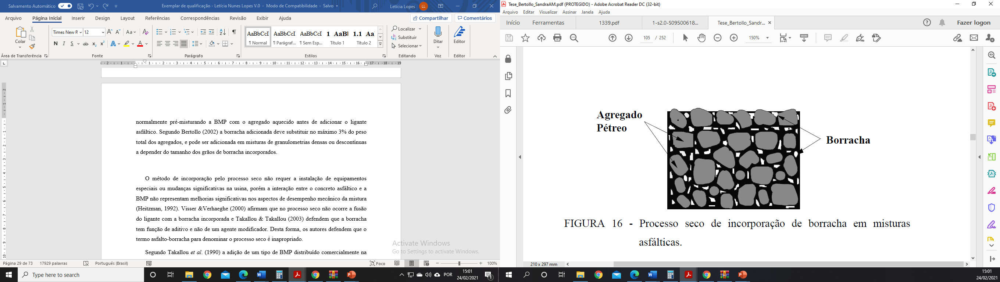 Salvamento Automático
Exemplar de qualificação - Letícia Nunes Lopes V.0 - Modo de Compatibilidade - Salvo
Letícia Lopes
LL
Arquivo Página Inicial Inserir Design Layout Referências Correspondências Revisão Exibir Ajuda
Compartilhar Comentários
Colar
Times New R 12
AaBbCcI AaBbCcI AaBbCcI 1 AaBl 1.1 Aa
¶ Normal ¶ Parágraf... ¶ Sem Esp... Título 1 Título 2
Localizar
Substituir
Selecionar
Ditar
Editor
Área de Transferência Fonte Parágrafo Estilos Editando Voz Editor
normalmente pré-misturando a BMP com o agregado aquecido antes de adicionar o ligante
asfáltico. Segundo Bertollo (2002) a borracha adicionada deve substituir no máximo 3% do peso
total dos agregados, e pode ser adicionada em misturas de granulometrias densas ou descontínuas
a depender do tamanho dos grãos de borracha incorporados.
O método de incorporação pelo processo seco não requer a instalação de equipamentos
especiais ou mudanças significativas na usina, porém a interação entre o concreto asfáltico e a
BMP não representam melhorias significativas nos aspectos de desempenho mecânico da mistura
(Heitzman, 1992). Visser &Verhaeghe (2000) afirmam que no processo seco não ocorre a fusão
do ligante com a borracha incorporada e Takallou & Takallou (2003) defendem que a borracha
tem função de aditivo e não de um agente modificador. Desta forma, os autores defendem que o
termo asfalto-borracha para denominar o processo seco é inapropriado.
Segundo Takallou et al. (1990) a adição de um tipo de BMP distribuído comercialmente na
Activate Windows
Go to Settings to activate Windows.
Página 29 de 73 17929 palavras Português (Brasil) Foco 100%
Type here to search
POR
15:01
24/02/2021
1
Tese_Bertollo_SandraAM.pdf (PROTEGIDO) - Adobe Acrobat Reader DC (32-bit)
Arquivo Editar Visualizar Assinar Janela Ajuda
Início Ferramentas 1339.pdf 1-s2.0-S09500618... Tese_Bertollo_Sandr... Fazer logon
105 / 252 150%
Agregado
Pétreo
Borracha
FIGURA 16 - Processo seco de incorporação de borracha em misturas
asfálticas.
210 x 297 mm
15:01
24/02/2021